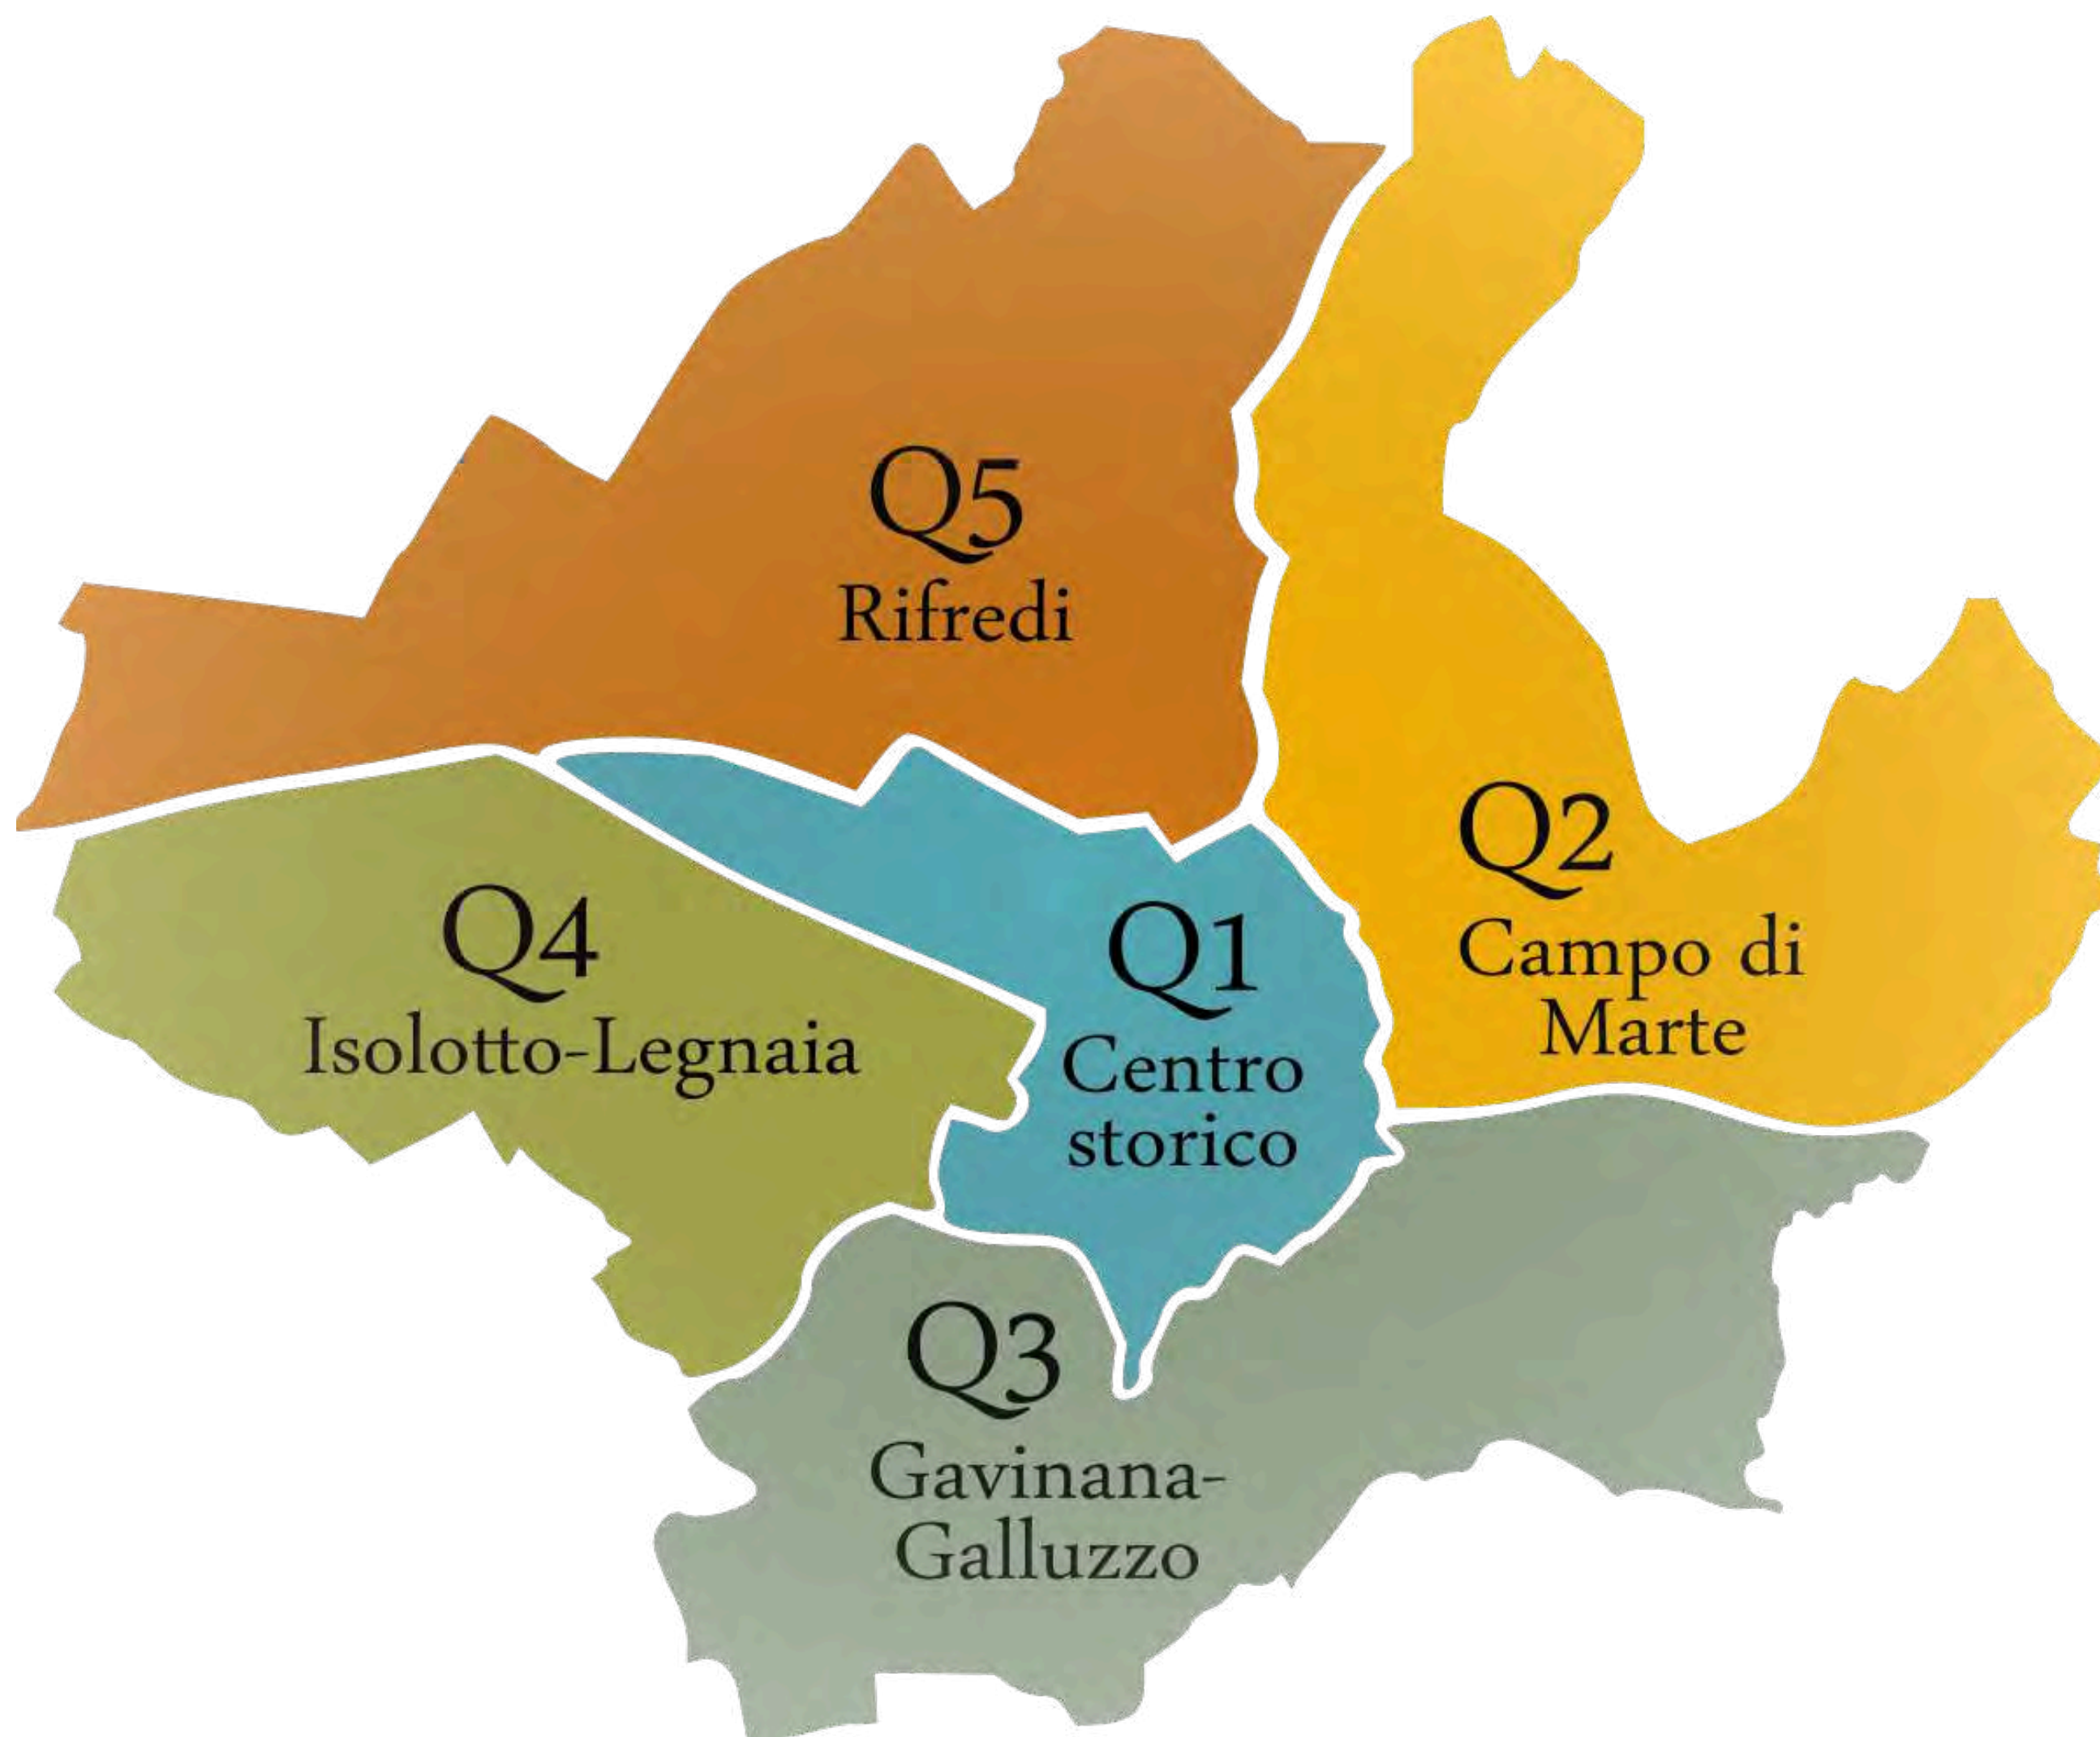 Q5
Rifredi
Q2
Campo di
Marte
Q4
Isolotto-Legnaia
Q1
Centro
storico
Q3
Gavinana-
Galluzzo